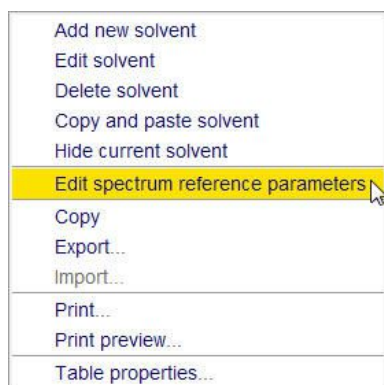 Add new solvent
Edit solvent
Delete solvent
Copy and paste solvent
Hide current solvent
Edit spectrum reference parameters
Copy
Export...
Import...
Print...
Print preview...
Table properties...